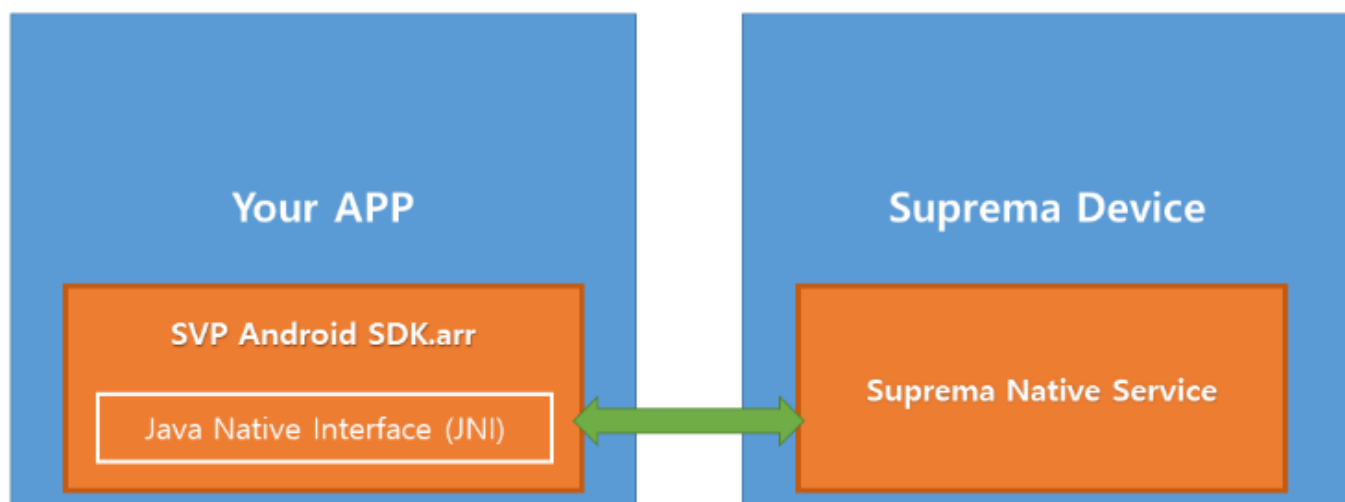 Your APP
SVP Android SDK.arr
Java Native Interface (JNI)
Suprema Device
Suprema Native Service